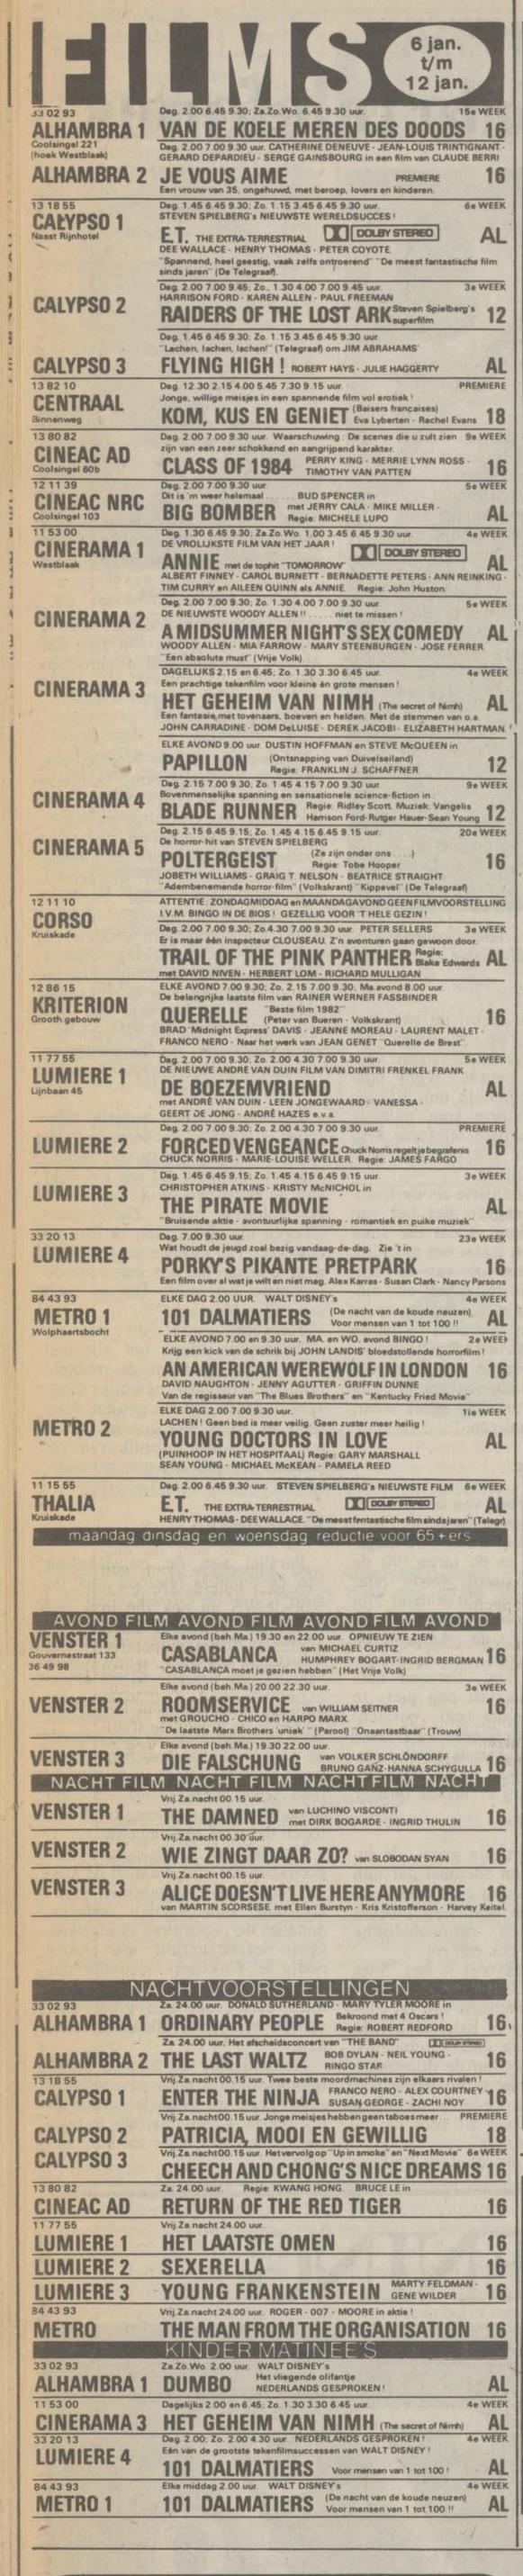 FILMS
6 jan.
t/m
12 jan.
33 02 93
Dag. 2.00 6.45 9.30; Za.Zo.Wo. 6.45 9.30 uur.
15e WEEK
ALHAMBRA 1 VAN DE KOELE MEREN DES DOODS 16
Coolsingel 221
(hoek Westblaak)
Dag. 2.00 7.00 9.30 uur. CATHERINE DENEUVE - JEAN-LOUIS TRINTIGNANT -
GERARD DEPARDIEU - SERGE GAINSBOURG in een film van CLAUDE BERRI
ALHAMBRA 2 JE VOUS AIME PREMIERE 16
Een vrouw van 35, ongehuwd, met beroep, lovers en kinderen.
13 18 55
Dag. 1.45 6.45 9.30; Zo. 1.15 3.45 6.45 9.30 uur.
6e WEEK
CALYPSO 1
Naast Rijnhotel
STEVEN SPIELBERG's NIEUWSTE WERELDSUCCES!
E.T. THE EXTRA-TERRESTRIAL DOLBY STEREO AL
DEE WALLACE - HENRY THOMAS - PETER COYOTE
"Spannend, heel geestig, vaak zelfs ontroerend" "De meest fantastische film
sinds jaren" (De Telegraaf).
Dag. 2.00 7.00 9.45; Zo. 1.30 4.00 7.00 9.45 uur.
3e WEEK
HARRISON FORD - KAREN ALLEN - PAUL FREEMAN
CALYPSO 2 RAIDERS OF THE LOST ARK Steven Spielberg's superfilm 12
Dag. 1.45 6.45 9.30; Zo. 1.15 3.45 6.45 9.30 uur.
"Lachen, lachen, lachen!" (Telegraaf) om JIM ABRAHAMS'
CALYPSO 3 FLYING HIGH! ROBERT HAYS - JULIE HAGGERTY AL
13 82 10
Dag. 12.30 2.15 4.00 5.45 7.30 9.15 uur.
PREMIERE
CENTRAAL
Binnenweg
Jonge, willige meisjes in een spannende film vol erotiek!
KOM, KUS EN GENIET (Baisers françaises) Eva Lyberten - Rachel Evans 18
13 80 82
Dag. 2.00 7.00 9.30 uur. Waarschuwing: De scenes die u zult zien 9e WEEK
CINEAC AD
Coolsingel 60b
zijn van een zeer schokkend en aangrijpend karakter.
CLASS OF 1984 PERRY KING - MERRIE LYNN ROSS - TIMOTHY VAN PATTEN 16
12 11 39
Dag. 2.00 7.00 9.30 uur.
5e WEEK
CINEAC NRC
Coolsingel 103
Dit is 'm weer helemaal ...... BUD SPENCER in
BIG BOMBER met JERRY CALA - MIKE MILLER - Regie: MICHELE LUPO AL
11 53 00
Dag. 1.30 6.45 9.30; Za.Zo.Wo. 1.00 3.45 6.45 9.30 uur.
4e WEEK
CINERAMA 1
Westblaak
DE VROLIJKSTE FILM VAN HET JAAR!
ANNIE met de tophit "TOMORROW" DOLBY STEREO AL
ALBERT FINNEY - CAROL BURNETT - BERNADETTE PETERS - ANN REINKING -
TIM CURRY en AILEEN QUINN als ANNIE. Regie: John Huston.
Dag. 2.00 7.00 9.30; Zo. 1.30 4.00 7.00 9.45 uur
5e WEEK
CINERAMA 2
DE NIEUWSTE WOODY ALLEN!! ...... niet te missen!
A MIDSUMMER NIGHT'S SEX COMEDY AL
WOODY ALLEN - MIA FARROW - MARY STEENBURGEN - JOSE FERRER
"Een absolute must" (Vrije Volk).
DAGELIJKS 2.15 en 6.45; Zo. 1.30 3.30 6.45 uur.
4e WEEK
CINERAMA 3
Een prachtige tekenfilm voor kleine én grote mensen!
HET GEHEIM VAN NIMH (The secret of Nimh) AL
Een fantasie, met tovenaars, boeven en helden. Met de stemmen van o.a.
JOHN CARRADINE - DOM DeLUISE - DEREK JACOBI - ELIZABETH HARTMAN
ELKE AVOND 9.00 uur. DUSTIN HOFFMAN en STEVE McQUEEN in
PAPILLON (Ontsnapping van Duivelseiland) Regie: FRANKLIN J. SCHAFFNER 12
Dag. 2.15 7.00 9.30; Zo. 1.45 4.15 7.00 9.30 uur
9e WEEK
CINERAMA 4
Bovenmenselijke spanning en sensationele science-fiction in:
BLADE RUNNER Regie: Ridley Scott. Muziek: Vangelis Harrison Ford-Rutger Hauer-Sean Young 12
Dag. 2.15 6.45 9.15; Zo. 1.45 4.15 6.45 9.15 uur.
20e WEEK
CINERAMA 5
De horror-hit van STEVEN SPIELBERG
POLTERGEIST (Ze zijn onder ons ....) Regie: Tobe Hooper 16
JOBETH WILLIAMS - GRAIG T. NELSON - BEATRICE STRAIGHT.
"Adembenemende horror-film" (Volkskrant) "Kippevel" (De Telegraaf)
12 11 10
ATTENTIE: ZONDAGMIDDAG en MAANDAGAVOND GEEN FILMVOORSTELLING
CORSO
Kruiskade
I.V.M. BINGO IN DE BIOS! GEZELLIG VOOR 'T HELE GEZIN!
Dag. 2.00 7.00 9.30; Zo. 4.30 7.00 9.30 uur. PETER SELLERS 3e WEEK
Er is maar één inspecteur CLOUSEAU. Z'n avonturen gaan gewoon door.
TRAIL OF THE PINK PANTHER Regie: Blake Edwards AL
met DAVID NIVEN - HERBERT LOM - RICHARD MULLIGAN
12 86 15
ELKE AVOND 7.00 9.30; Zo. 2.15 7.00 9.30; Ma.avond 8.00 uur.
KRITERION
Grooth.gebouw
De belangrijke laatste film van RAINER WERNER FASSBINDER
QUERELLE "Beste film 1982" (Peter van Bueren - Volkskrant) 16
BRAD 'Midnight Express' DAVIS - JEANNE MOREAU - LAURENT MALET -
FRANCO NERO - Naar het werk van JEAN GENET "Querelle de Brest".
11 77 55
Dag. 2.00 7.00 9.30; Zo. 2.00 4.30 7.00 9.30 uur.
5e WEEK
LUMIERE 1
Lijnbaan 45
DE NIEUWE ANDRE VAN DUIN FILM VAN DIMITRI FRENKEL FRANK
DE BOEZEMVRIEND AL
met ANDRÉ VAN DUIN - LEEN JONGEWAARD - VANESSA -
GEERT DE JONG - ANDRÉ HAZES e.v.a.
Dag. 2.00 7.00 9.30; Zo. 2.00 4.30 7.00 9.30 uur.
PREMIERE
LUMIERE 2 FORCED VENGEANCE Chuck Norris regelt je begrafenis 16
CHUCK NORRIS - MARIE-LOUISE WELLER. Regie: JAMES FARGO
Dag. 1.45 6.45 9.15; Zo. 1.45 4.15 6.45 9.15 uur.
3e WEEK
LUMIERE 3
CHRISTOPHER ATKINS - KRISTY McNICHOL in
THE PIRATE MOVIE AL
"Bruisende aktie - avontuurlijke spanning - romantiek en puike muziek"
33 20 13
Dag. 7.00 9.30 uur.
23e WEEK
LUMIERE 4
Wat houdt de jeugd zoal bezig vandaag-de-dag. Zie 't in
PORKY'S PIKANTE PRETPARK 16
Een film over al wat je wilt en niet mag. Alex Karras - Susan Clark - Nancy Parsons
84 43 93
ELKE DAG 2.00 UUR WALT DISNEY's
4e WEEK
METRO 1
Wolphaertsbocht
101 DALMATIERS (De nacht van de koude neuzen) Voor mensen van 1 tot 100!! AL
ELKE AVOND 7.00 en 9.30 uur. MA. en WO. avond BINGO! 2e WEEK
Krijg een kick van de schrik bij JOHN LANDIS' bloedstollende horrorfilm!
AN AMERICAN WEREWOLF IN LONDON 16
DAVID NAUGHTON - JENNY AGUTTER - GRIFFIN DUNNE
Van de regisseur van "The Blues Brothers" en "Kentucky Fried Movie"
ELKE DAG 2.00 7.00 9.30 uur.
11e WEEK
METRO 2
LACHEN! Geen bed is meer veilig. Geen zuster meer heilig!
YOUNG DOCTORS IN LOVE AL
(PUINHOOP IN HET HOSPITAAL) Regie: GARY MARSHALL
SEAN YOUNG - MICHAEL McKEAN - PAMELA REED
11 15 55
Dag. 2.00 6.45 9.30 uur. STEVEN SPIELBERG's NIEUWSTE FILM 6e WEEK
THALIA
Kruiskade
E.T. THE EXTRA-TERRESTRIAL DOLBY STEREO AL
HENRY THOMAS - DEE WALLACE. "De meest fantastische film sinds jaren" (Telegr)
maandag dinsdag en woensdag reductie voor 65+ers
AVOND FILM AVOND FILM AVOND FILM AVOND
VENSTER 1
Gouvernestraat 133
36 49 98
Elke avond (beh.Ma.) 19.30 en 22.00 uur. OPNIEUW TE ZIEN
CASABLANCA van MICHAEL CURTIZ HUMPHREY BOGART-INGRID BERGMAN 16
"CASABLANCA moet je gezien hebben" (Het Vrije Volk)
Elke avond (beh.Ma.) 20.00 22.30 uur.
3e WEEK
VENSTER 2 ROOMSERVICE van WILLIAM SEITNER 16
met GROUCHO - CHICO en HARPO MARX.
"De laatste Marx Brothers 'uniek'" (Parool) "Onaantastbaar" (Trouw)
Elke avond (beh.Ma.) 19.30 22.00 uur.
VENSTER 3 DIE FALSCHUNG van VOLKER SCHLÖNDORFF BRUNO GANZ-HANNA SCHYGULLA 16
NACHT FILM NACHT FILM NACHT FILM NACHT
Vrij.Za.nacht 00.15 uur.
VENSTER 1 THE DAMNED van LUCHINO VISCONTI met DIRK BOGARDE - INGRID THULIN 16
Vrij.Za.nacht 00.30 uur.
VENSTER 2 WIE ZINGT DAAR ZO? van SLOBODAN SYAN 16
Vrij.Za.nacht 00.15 uur.
VENSTER 3 ALICE DOESN'T LIVE HERE ANYMORE 16
van MARTIN SCORSESE, met Ellen Burstyn - Kris Kristofferson - Harvey Keitel.
NACHTVOORSTELLINGEN
33 02 93
Za. 24.00 uur. DONALD SUTHERLAND - MARY TYLER MOORE in
ALHAMBRA 1 ORDINARY PEOPLE Bekroond met 4 Oscars! Regie: ROBERT REDFORD 16
Za. 24.00 uur. Het afscheidsconcert van "THE BAND" DOLBY STEREO
ALHAMBRA 2 THE LAST WALTZ BOB DYLAN - NEIL YOUNG - RINGO STAR 16
13 18 55
Vrij.Za.nacht 00.15 uur. Twee beste moordmachines zijn elkaars rivalen!
CALYPSO 1 ENTER THE NINJA FRANCO NERO - ALEX COURTNEY - SUSAN GEORGE - ZACHI NOY 16
Vrij.Za.nacht 00.15 uur. Jonge meisjes hebben geen taboes meer... PREMIERE
CALYPSO 2 PATRICIA, MOOI EN GEWILLIG 18
Vrij.Za.nacht 00.15 uur. Het vervolg op "Up in smoke" en "Next Movie" 6e WEEK
CALYPSO 3 CHEECH AND CHONG'S NICE DREAMS 16
13 80 82
Za. 24.00 uur. Regie: KWANG HONG. BRUCE LE in
CINEAC AD RETURN OF THE RED TIGER 16
11 77 55
Vrij.Za.nacht 24.00 uur.
LUMIERE 1 HET LAATSTE OMEN 16
LUMIERE 2 SEXERELLA 16
LUMIERE 3 YOUNG FRANKENSTEIN MARTY FELDMAN - GENE WILDER 16
84 43 93
Vrij.Za.nacht 24.00 uur. ROGER - 007 - MOORE in aktie!
METRO THE MAN FROM THE ORGANISATION 16
KINDER MATINEE'S
33 02 93
Za.Zo.Wo. 2.00 uur. WALT DISNEY's
ALHAMBRA 1 DUMBO Het vliegende olifantje NEDERLANDS GESPROKEN! AL
11 53 00
Dagelijks 2.00 en 6.45; Zo. 1.30 3.30 6.45 uur.
4e WEEK
CINERAMA 3 HET GEHEIM VAN NIMH (The secret of Nimh) AL
33 20 13
Dag. 2.00; Zo. 2.00 4.30 uur. NEDERLANDS GESPROKEN! 4e WEEK
LUMIERE 4
Eén van de grootste tekenfilmsuccessen van WALT DISNEY!
101 DALMATIERS Voor mensen van 1 tot 100! AL
84 43 93
Elke middag 2.00 uur. WALT DISNEY's
4e WEEK
METRO 1 101 DALMATIERS (De nacht van de koude neuzen) Voor mensen van 1 tot 100!! AL